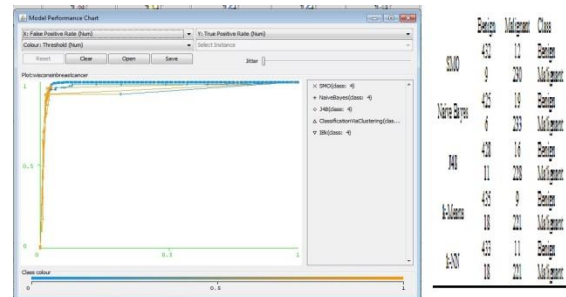 Model Performance Chart
X: False Positive Rate (Num)
Y: True Positive Rate (Num)
Colour: Threshold (Num)
Select Instance
Reset
Clear
Open
Save
Jitter
Plot:wisconsinbreastcancer
1
0.5
0
0
0.5
1
× SMO(class: 4)
+ NaiveBayes(class: 4)
◇ J48(class: 4)
△ ClassificationViaClustering(clas...
▽ IBk(class: 4)
Class colour
0
0.5
1
Benign Malignant Class
SMO
12 Benign
9 Malignant
Naive Bayes
425 19 Benign
6 233 Malignant
J48
428 16 Benign
11 228 Malignant
k-Means
435 9 Benign
18 221 Malignant
k-NN
433 11 Benign
18 221 Malignant